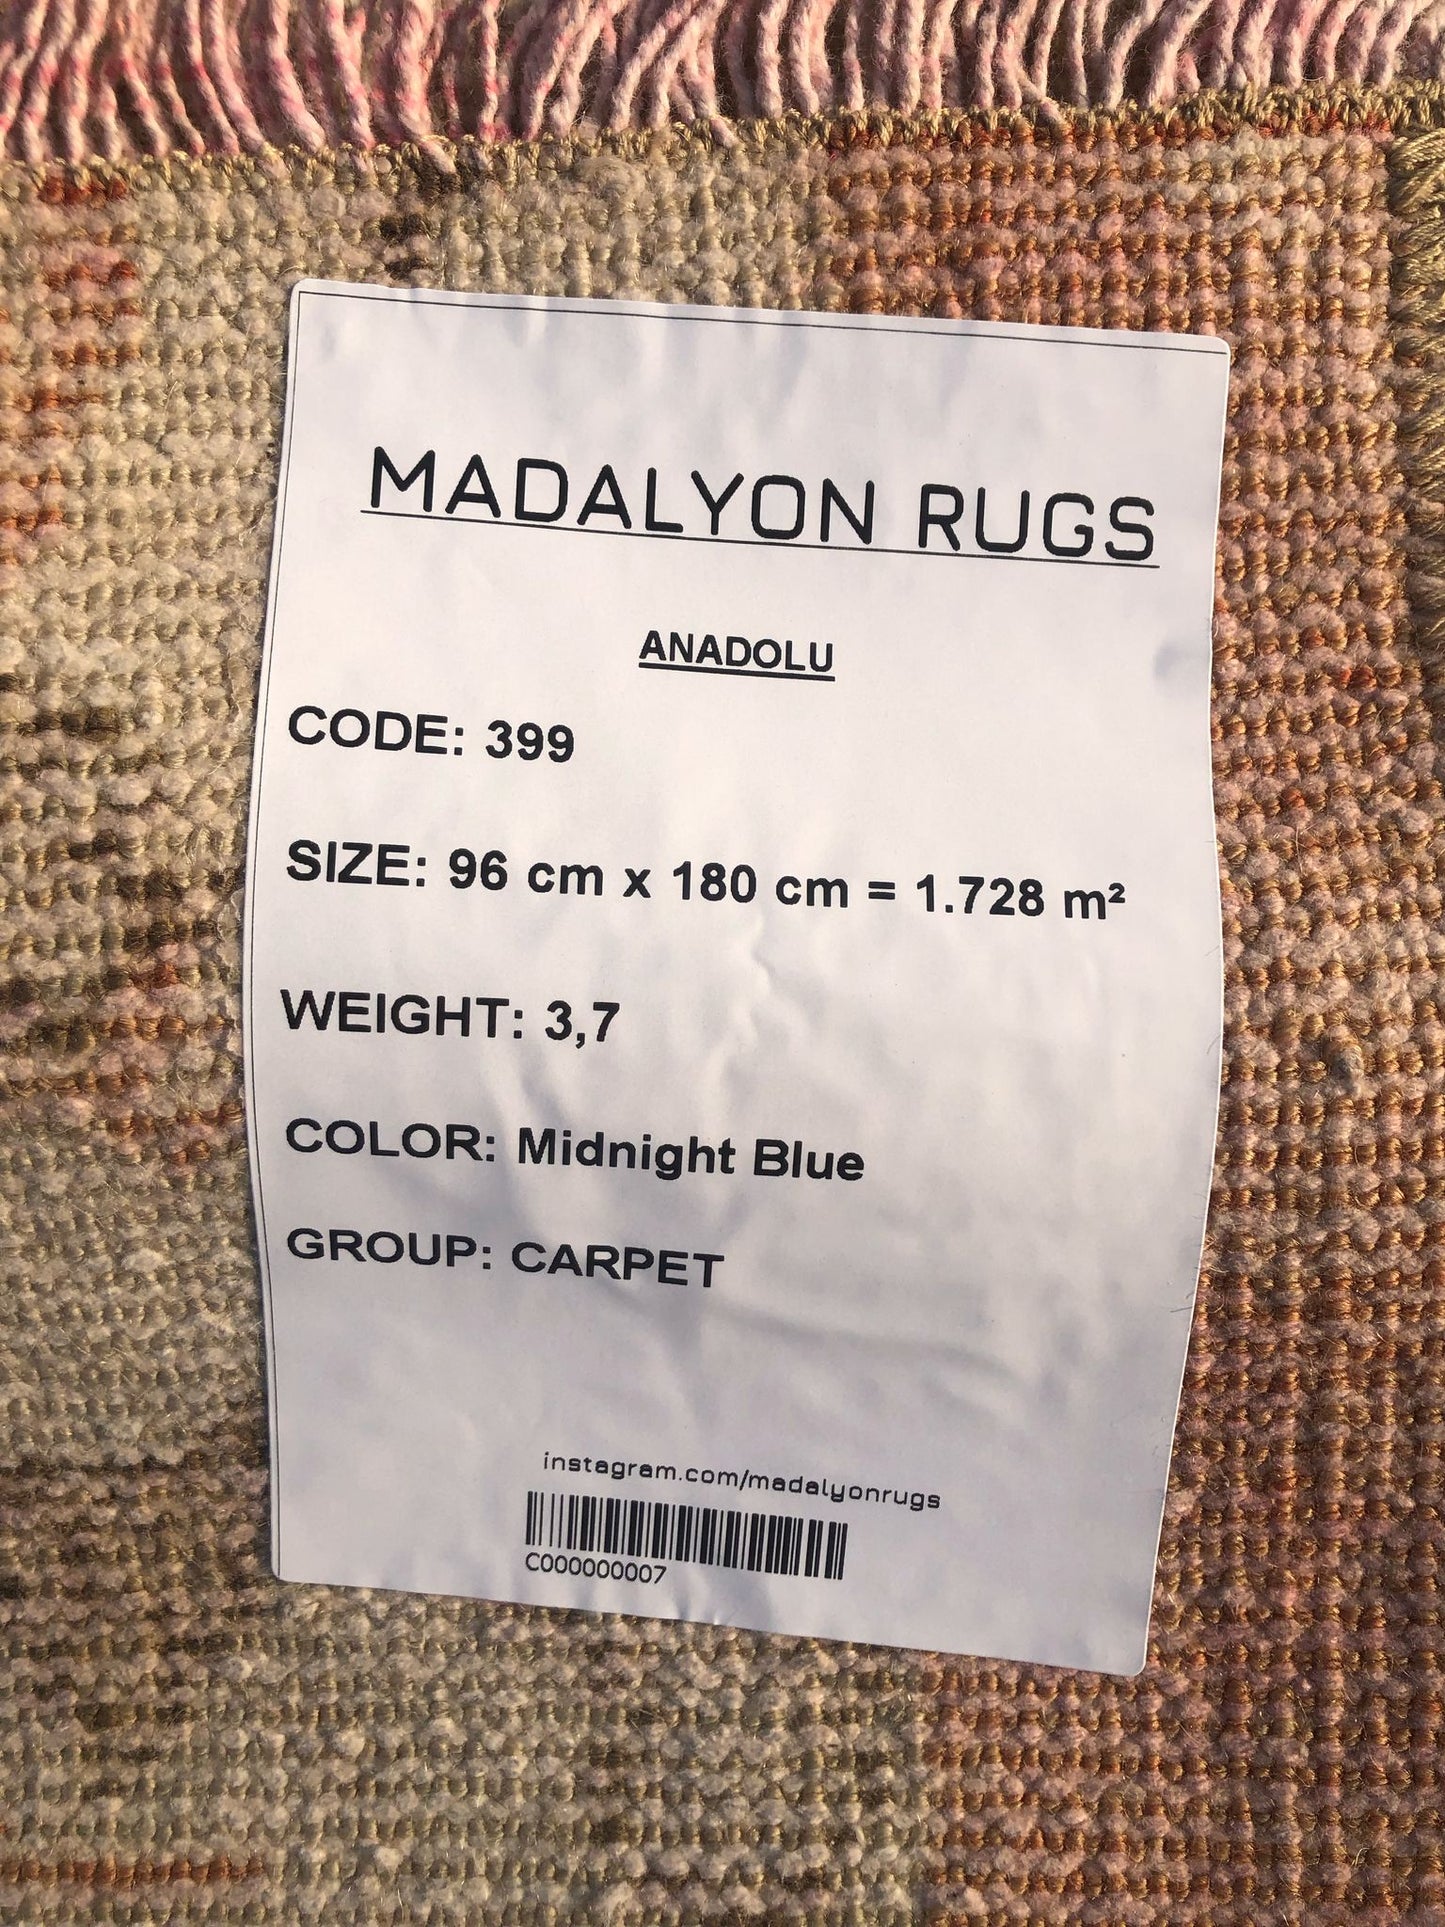 MADALYON RUGS
ANADOLU
CODE: 399
SIZE: 96 cm x 180 cm = 1.728 m²
WEIGHT: 3,7
COLOR: Midnight Blue
GROUP: CARPET
instagram.com/madalyonrugs
C000000007